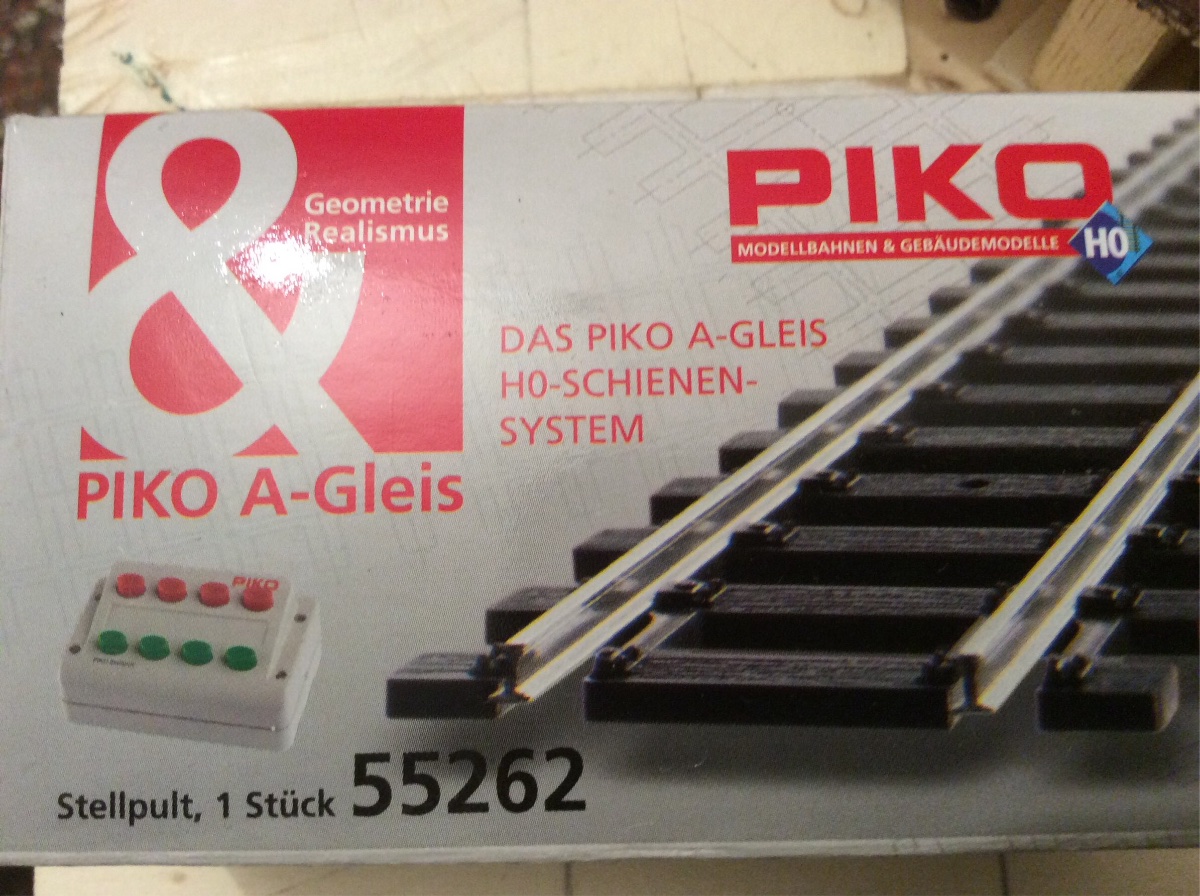 &
Geometrie
Realismus
PIKO A-Gleis
PIKO
MODELLBAHNEN & GEBÄUDEMODELLE
H0
DAS PIKO A-GLEIS
H0-SCHIENEN-
SYSTEM
PIKO
Stellpult, 1 Stück 55262